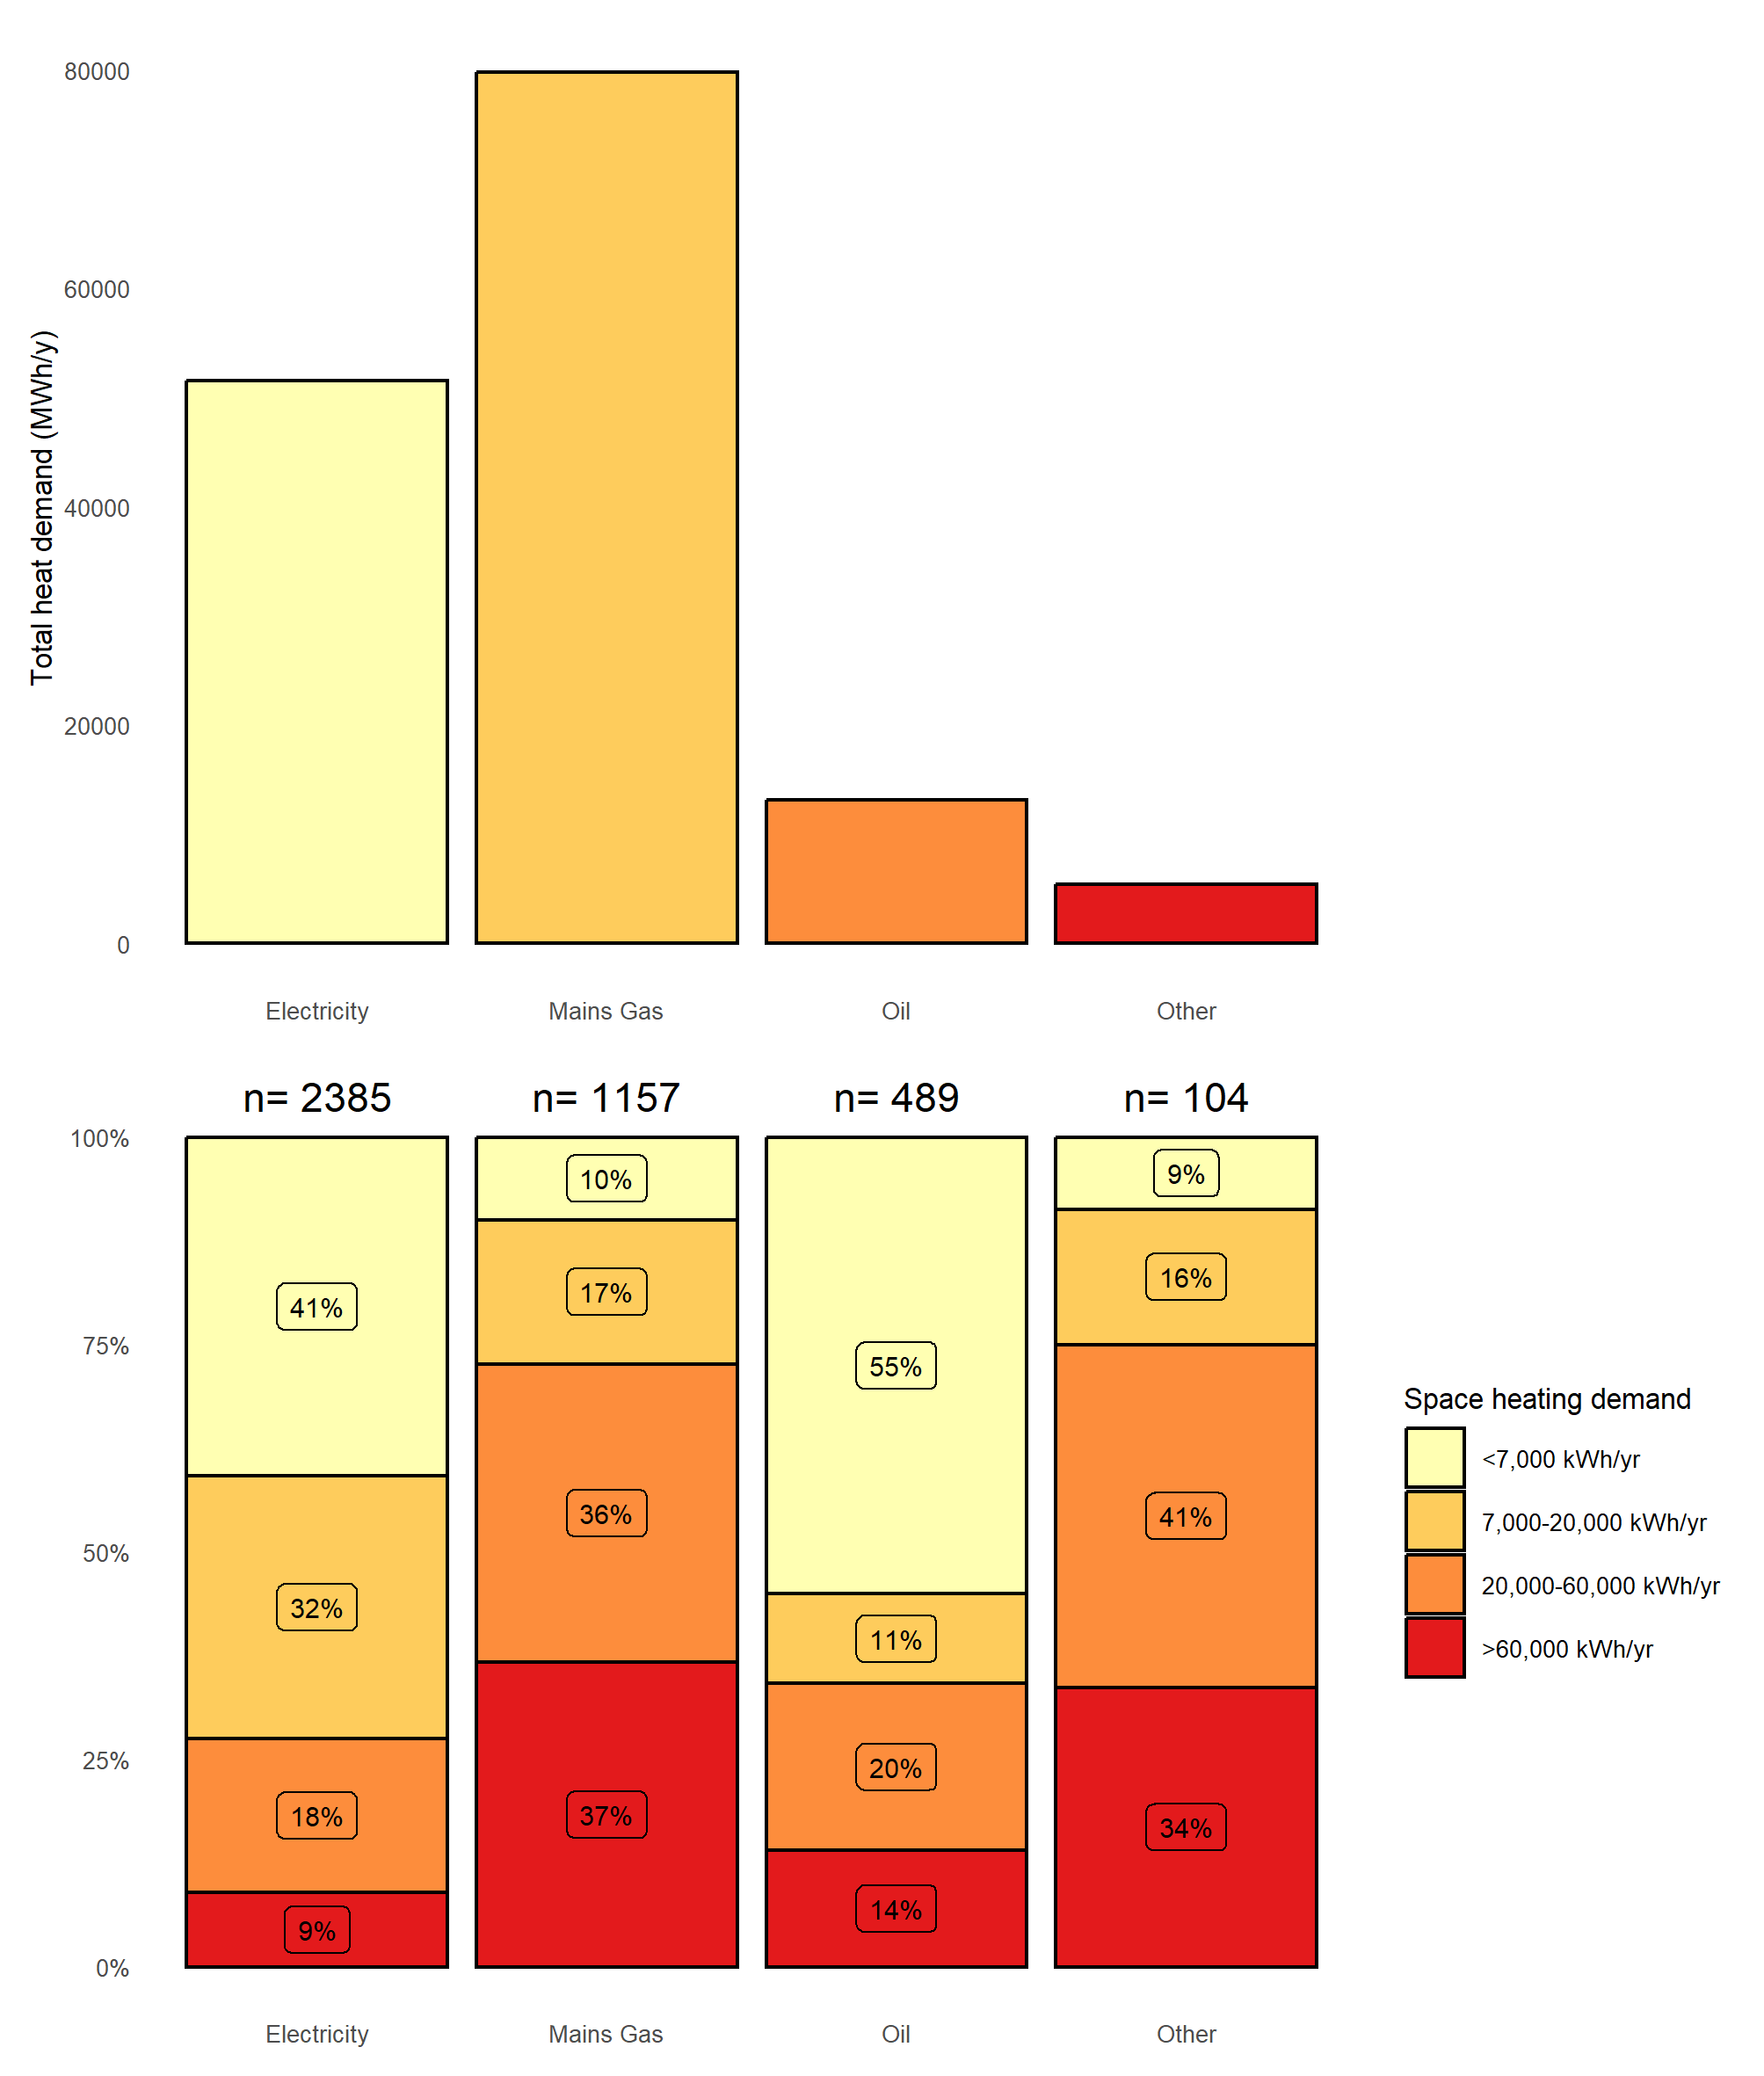 80000
60000
40000
20000
0
Total heat demand (MWh/y)
Electricity
Mains Gas
Oil
Other
n= 2385
n= 1157
n= 489
n= 104
100%
75%
50%
25%
0%
41%
32%
18%
9%
10%
17%
36%
37%
55%
11%
20%
14%
9%
16%
41%
34%
Electricity
Mains Gas
Oil
Other
Space heating demand
<7,000 kWh/yr
7,000-20,000 kWh/yr
20,000-60,000 kWh/yr
>60,000 kWh/yr